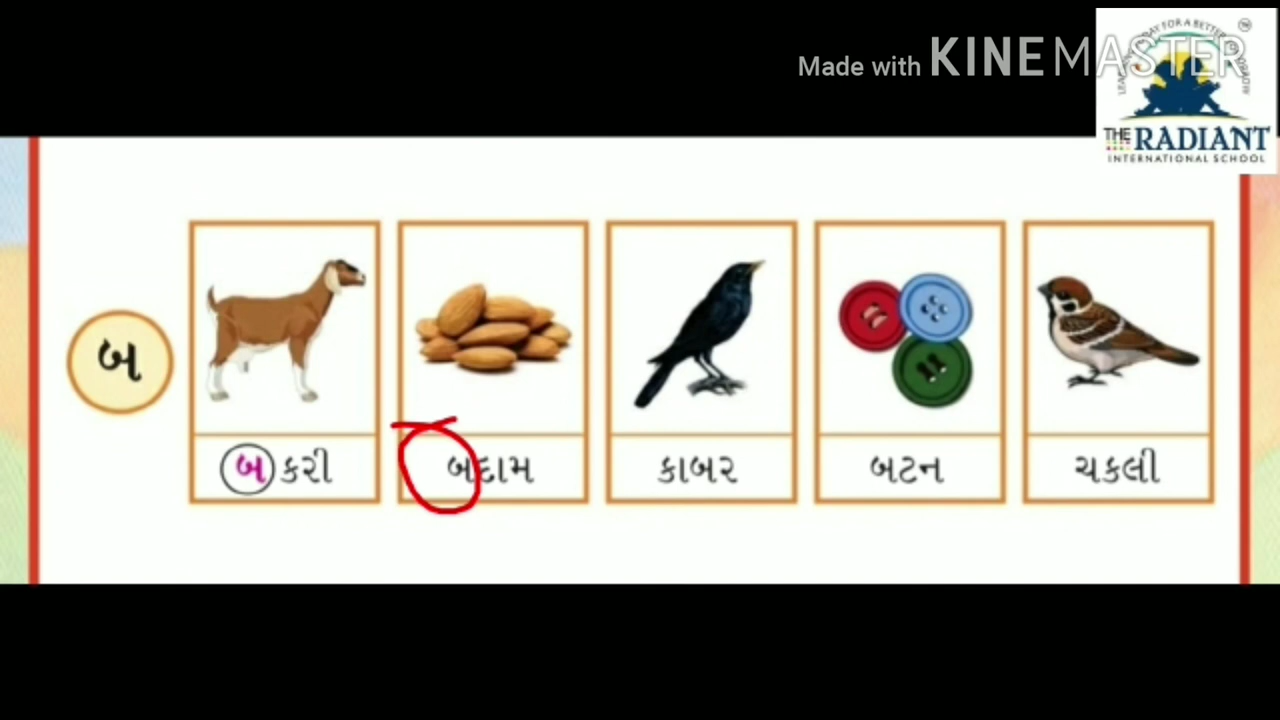 Made with KINEMASTER
THE RADIANT
INTERNATIONAL SCHOOL
બ
બકરી
બદામ
કાબર
બટન
ચકલી